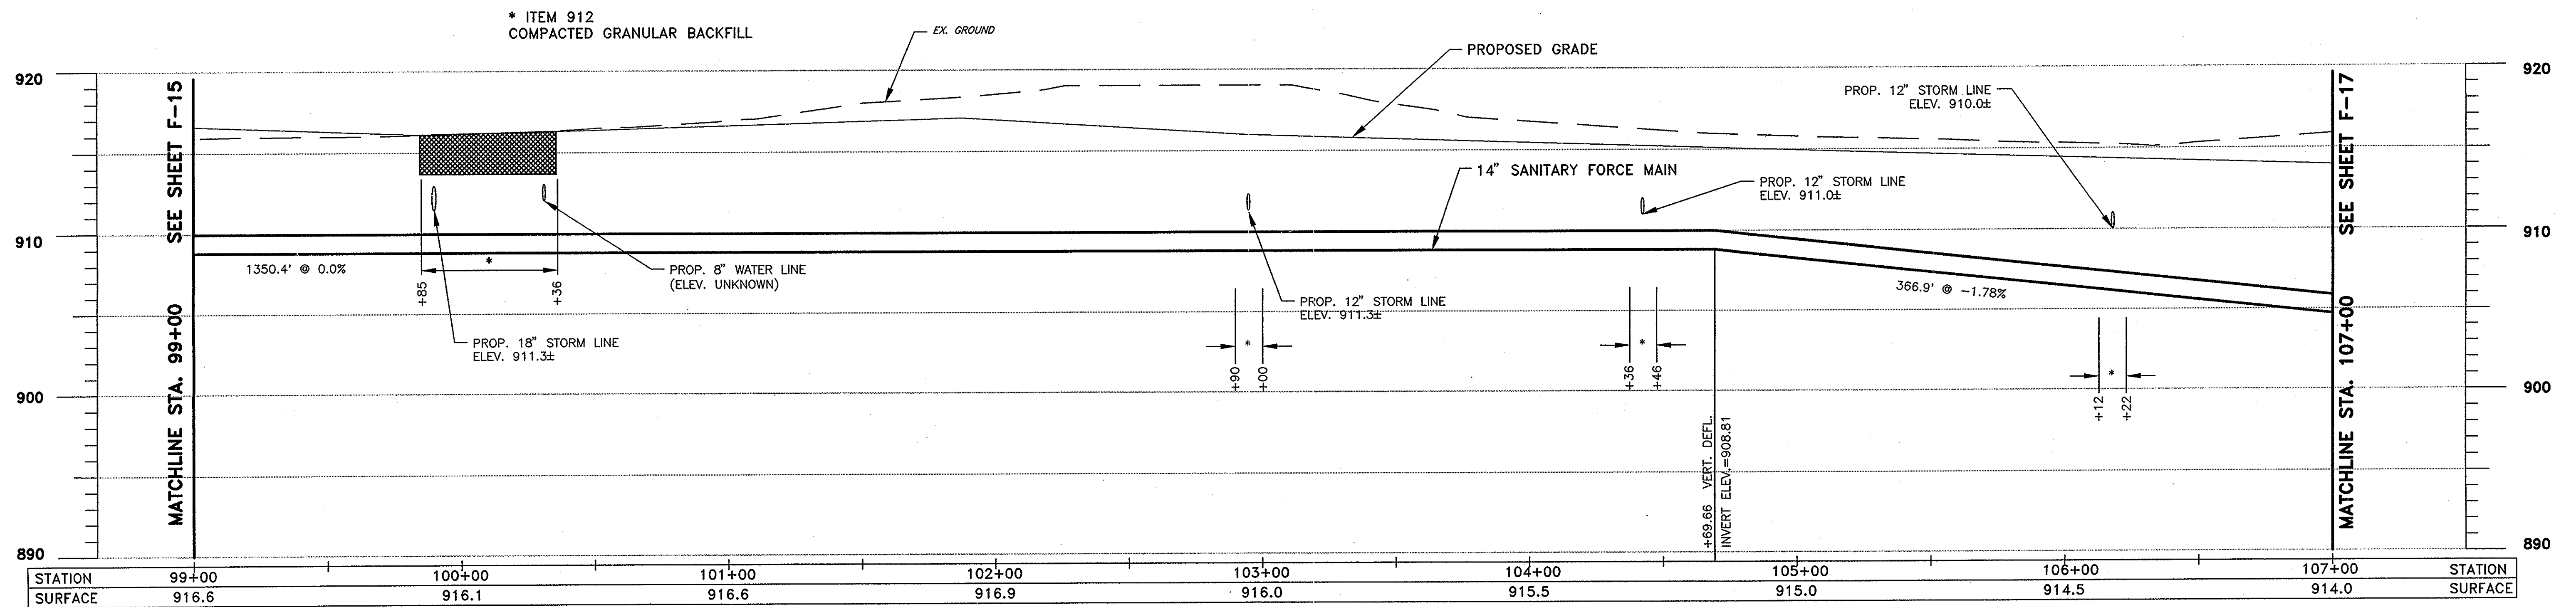 * ITEM 912
COMPACTED GRANULAR BACKFILL
EX. GROUND
PROPOSED GRADE
920
920
PROP. 12" STORM LINE
ELEV. 910.0±
MATCHLINE STA. 99+00 SEE SHEET F-15
MATCHLINE STA. 107+00 SEE SHEET F-17
14" SANITARY FORCE MAIN
PROP. 12" STORM LINE
ELEV. 911.0±
910
910
1350.4' @ 0.0%
*
PROP. 8" WATER LINE
(ELEV. UNKNOWN)
+85
+36
366.9' @ -1.78%
PROP. 12" STORM LINE
ELEV. 911.3±
PROP. 18" STORM LINE
ELEV. 911.3±
*
*
*
+90
+00
+36
+46
+12
+22
900
900
+69.66 VERT. DEFL.
INVERT ELEV.=908.81
890
890
STATION 99+00 100+00 101+00 102+00 103+00 104+00 105+00 106+00 107+00 STATION
SURFACE 916.6 916.1 916.6 916.9 916.0 915.5 915.0 914.5 914.0 SURFACE